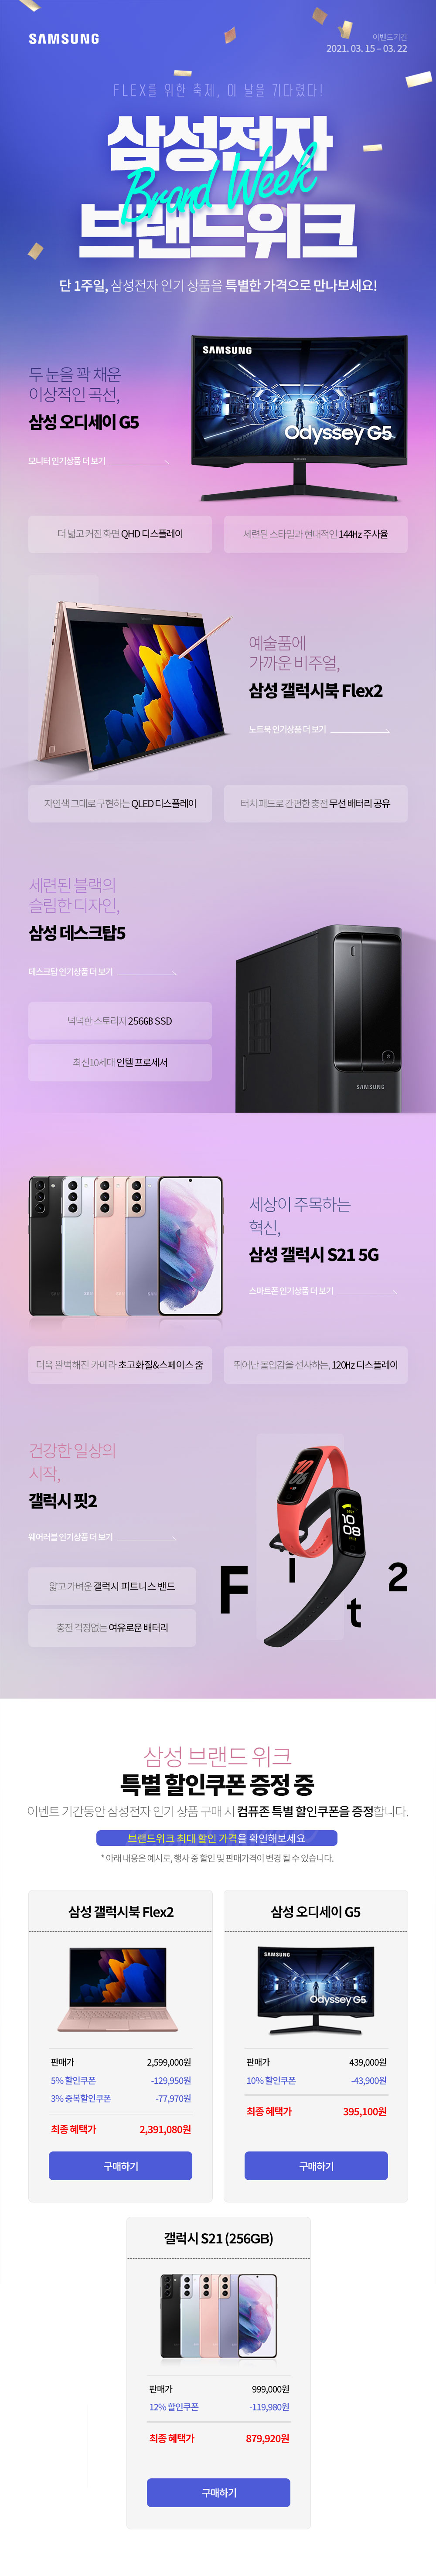 SAMSUNG
이벤트기간
2021. 03. 15 – 03. 22
FLEX를 위한 축제, 이 날을 기다렸다!
삼성전자
Brand Week
브랜드위크
단 1주일, 삼성전자 인기 상품을 특별한 가격으로 만나보세요!
두 눈을 꽉 채운
이상적인 곡선,
삼성 오디세이 G5
모니터 인기상품 더 보기
SAMSUNG
Odyssey G5
더 넓고 커진 화면 QHD 디스플레이
세련된 스타일과 현대적인 144Hz 주사율
예술품에
가까운 비주얼,
삼성 갤럭시북 Flex2
노트북 인기상품 더 보기
자연색 그대로 구현하는 QLED 디스플레이
터치 패드로 간편한 충전 무선 배터리 공유
세련된 블랙의
슬림한 디자인,
삼성 데스크탑5
데스크탑 인기상품 더 보기
넉넉한 스토리지 256GB SSD
최신10세대 인텔 프로세서
SAMSUNG
세상이 주목하는
혁신,
삼성 갤럭시 S21 5G
스마트폰 인기상품 더 보기
더욱 완벽해진 카메라 초고화질&스페이스 줌
뛰어난 몰입감을 선사하는, 120Hz 디스플레이
건강한 일상의
시작,
갤럭시 핏2
웨어러블 인기상품 더 보기
얇고 가벼운 갤럭시 피트니스 밴드
충전 걱정없는 여유로운 배터리
10
08
10
08
Fit2
삼성 브랜드 위크
특별 할인쿠폰 증정 중
이벤트 기간동안 삼성전자 인기 상품 구매 시 컴퓨존 특별 할인쿠폰을 증정합니다.
브랜드위크 최대 할인 가격을 확인해보세요
* 아래 내용은 예시로, 행사 중 할인 및 판매가격이 변경 될 수 있습니다.
삼성 갤럭시북 Flex2
판매가 2,599,000원
5% 할인쿠폰 -129,950원
3% 중복할인쿠폰 -77,970원
최종 혜택가 2,391,080원
구매하기
삼성 오디세이 G5
SAMSUNG
Odyssey G5
판매가 439,000원
10% 할인쿠폰 -43,900원
최종 혜택가 395,100원
구매하기
갤럭시 S21 (256GB)
판매가 999,000원
12% 할인쿠폰 -119,980원
최종 혜택가 879,920원
구매하기